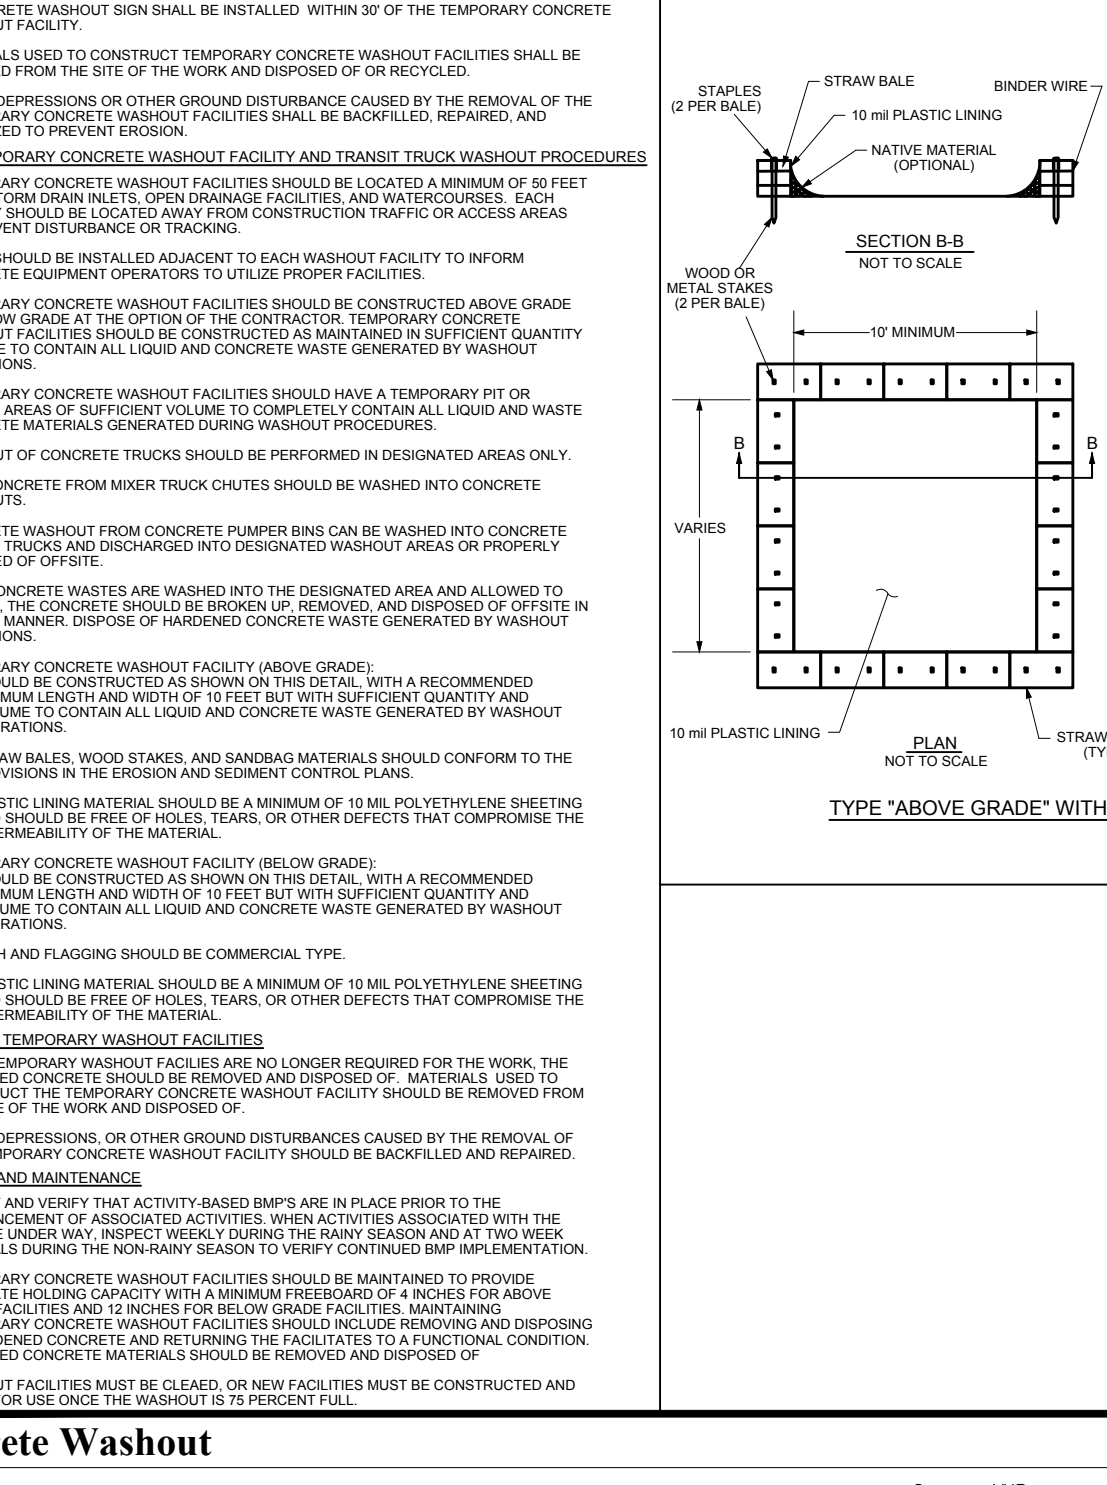 CRETE WASHOUT SIGN SHALL BE INSTALLED WITHIN 30' OF THE TEMPORARY CONCRETE
UT FACILITY.
ALS USED TO CONSTRUCT TEMPORARY CONCRETE WASHOUT FACILITIES SHALL BE
ED FROM THE SITE OF THE WORK AND DISPOSED OF OR RECYCLED.
DEPRESSIONS OR OTHER GROUND DISTURBANCE CAUSED BY THE REMOVAL OF THE
RARY CONCRETE WASHOUT FACILITIES SHALL BE BACKFILLED, REPAIRED, AND
ZED TO PREVENT EROSION.
PORARY CONCRETE WASHOUT FACILITY AND TRANSIT TRUCK WASHOUT PROCEDURES
RARY CONCRETE WASHOUT FACILITIES SHOULD BE LOCATED A MINIMUM OF 50 FEET
TORM DRAIN INLETS, OPEN DRAINAGE FACILITIES, AND WATERCOURSES. EACH
Y SHOULD BE LOCATED AWAY FROM CONSTRUCTION TRAFFIC OR ACCESS AREAS
VENT DISTURBANCE OR TRACKING.
SHOULD BE INSTALLED ADJACENT TO EACH WASHOUT FACILITY TO INFORM
ETE EQUIPMENT OPERATORS TO UTILIZE PROPER FACILITIES.
RARY CONCRETE WASHOUT FACILITIES SHOULD BE CONSTRUCTED ABOVE GRADE
OW GRADE AT THE OPTION OF THE CONTRACTOR. TEMPORARY CONCRETE
UT FACILITIES SHOULD BE CONSTRUCTED AS MAINTAINED IN SUFFICIENT QUANTITY
E TO CONTAIN ALL LIQUID AND CONCRETE WASTE GENERATED BY WASHOUT
IONS.
RARY CONCRETE WASHOUT FACILITIES SHOULD HAVE A TEMPORARY PIT OR
AREAS OF SUFFICIENT VOLUME TO COMPLETELY CONTAIN ALL LIQUID AND WASTE
ETE MATERIALS GENERATED DURING WASHOUT PROCEDURES.
UT OF CONCRETE TRUCKS SHOULD BE PERFORMED IN DESIGNATED AREAS ONLY.
ONCRETE FROM MIXER TRUCK CHUTES SHOULD BE WASHED INTO CONCRETE
UTS.
ETE WASHOUT FROM CONCRETE PUMPER BINS CAN BE WASHED INTO CONCRETE
TRUCKS AND DISCHARGED INTO DESIGNATED WASHOUT AREAS OR PROPERLY
ED OF OFFSITE.
ONCRETE WASTES ARE WASHED INTO THE DESIGNATED AREA AND ALLOWED TO
, THE CONCRETE SHOULD BE BROKEN UP, REMOVED, AND DISPOSED OF OFFSITE IN
MANNER. DISPOSE OF HARDENED CONCRETE WASTE GENERATED BY WASHOUT
IONS.
RARY CONCRETE WASHOUT FACILITY (ABOVE GRADE):
OULD BE CONSTRUCTED AS SHOWN ON THIS DETAIL, WITH A RECOMMENDED
IMUM LENGTH AND WIDTH OF 10 FEET BUT WITH SUFFICIENT QUANTITY AND
UME TO CONTAIN ALL LIQUID AND CONCRETE WASTE GENERATED BY WASHOUT
RATIONS.
AW BALES, WOOD STAKES, AND SANDBAG MATERIALS SHOULD CONFORM TO THE
OVISIONS IN THE EROSION AND SEDIMENT CONTROL PLANS.
STIC LINING MATERIAL SHOULD BE A MINIMUM OF 10 MIL POLYETHYLENE SHEETING
SHOULD BE FREE OF HOLES, TEARS, OR OTHER DEFECTS THAT COMPROMISE THE
ERMEABILITY OF THE MATERIAL.
RARY CONCRETE WASHOUT FACILITY (BELOW GRADE):
OULD BE CONSTRUCTED AS SHOWN ON THIS DETAIL, WITH A RECOMMENDED
IMUM LENGTH AND WIDTH OF 10 FEET BUT WITH SUFFICIENT QUANTITY AND
UME TO CONTAIN ALL LIQUID AND CONCRETE WASTE GENERATED BY WASHOUT
RATIONS.
H AND FLAGGING SHOULD BE COMMERCIAL TYPE.
STIC LINING MATERIAL SHOULD BE A MINIMUM OF 10 MIL POLYETHYLENE SHEETING
SHOULD BE FREE OF HOLES, TEARS, OR OTHER DEFECTS THAT COMPROMISE THE
ERMEABILITY OF THE MATERIAL.
TEMPORARY WASHOUT FACILITIES
EMPORARY WASHOUT FACILIES ARE NO LONGER REQUIRED FOR THE WORK, THE
ED CONCRETE SHOULD BE REMOVED AND DISPOSED OF. MATERIALS USED TO
UCT THE TEMPORARY CONCRETE WASHOUT FACILITY SHOULD BE REMOVED FROM
E OF THE WORK AND DISPOSED OF.
DEPRESSIONS, OR OTHER GROUND DISTURBANCES CAUSED BY THE REMOVAL OF
MPORARY CONCRETE WASHOUT FACILITY SHOULD BE BACKFILLED AND REPAIRED.
AND MAINTENANCE
T AND VERIFY THAT ACTIVITY-BASED BMP'S ARE IN PLACE PRIOR TO THE
NCEMENT OF ASSOCIATED ACTIVITIES. WHEN ACTIVITIES ASSOCIATED WITH THE
E UNDER WAY, INSPECT WEEKLY DURING THE RAINY SEASON AND AT TWO WEEK
ALS DURING THE NON-RAINY SEASON TO VERIFY CONTINUED BMP IMPLEMENTATION.
RARY CONCRETE WASHOUT FACILITIES SHOULD BE MAINTAINED TO PROVIDE
ATE HOLDING CAPACITY WITH A MINIMUM FREEBOARD OF 4 INCHES FOR ABOVE
FACILITIES AND 12 INCHES FOR BELOW GRADE FACILITIES. MAINTAINING
RARY CONCRETE WASHOUT FACILITIES SHOULD INCLUDE REMOVING AND DISPOSING
DENED CONCRETE AND RETURNING THE FACILITATES TO A FUNCTIONAL CONDITION.
ED CONCRETE MATERIALS SHOULD BE REMOVED AND DISPOSED OF
UT FACILITIES MUST BE CLEAED, OR NEW FACILITIES MUST BE CONSTRUCTED AND
FOR USE ONCE THE WASHOUT IS 75 PERCENT FULL.
STAPLES
(2 PER BALE)
STRAW BALE
BINDER WIRE
10 mil PLASTIC LINING
NATIVE MATERIAL
(OPTIONAL)
SECTION B-B
NOT TO SCALE
WOOD OR
METAL STAKES
(2 PER BALE)
10' MINIMUM
B
B
VARIES
10 mil PLASTIC LINING
PLAN
NOT TO SCALE
STRAW
(TY
TYPE "ABOVE GRADE" WITH
ete Washout